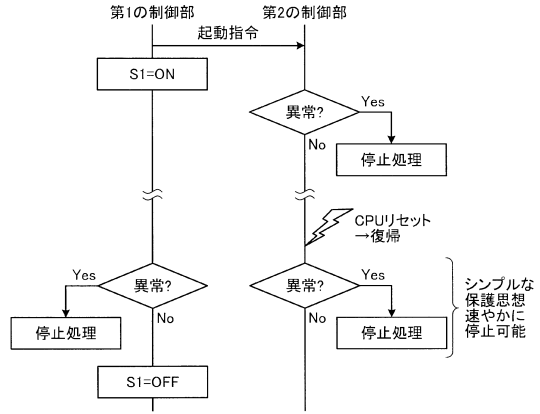 第1の制御部 第2の制御部
起動指令
S1=ON
異常? Yes
No
停止処理
CPUリセット
→復帰
Yes 異常? 異常? Yes
No No
停止処理 停止処理
シンプルな
保護思想
速やかに
停止可能
S1=OFF